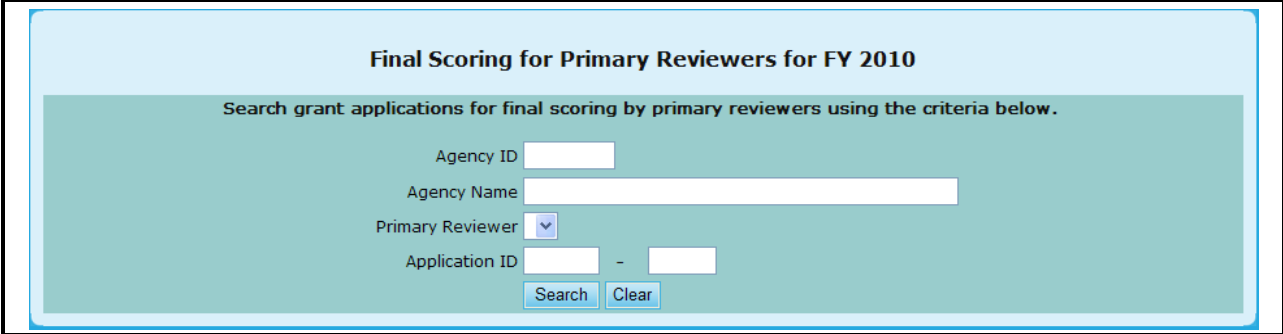 Final Scoring for Primary Reviewers for FY 2010
Search grant applications for final scoring by primary reviewers using the criteria below.
Agency ID
Agency Name
Primary Reviewer
Application ID -
Search Clear